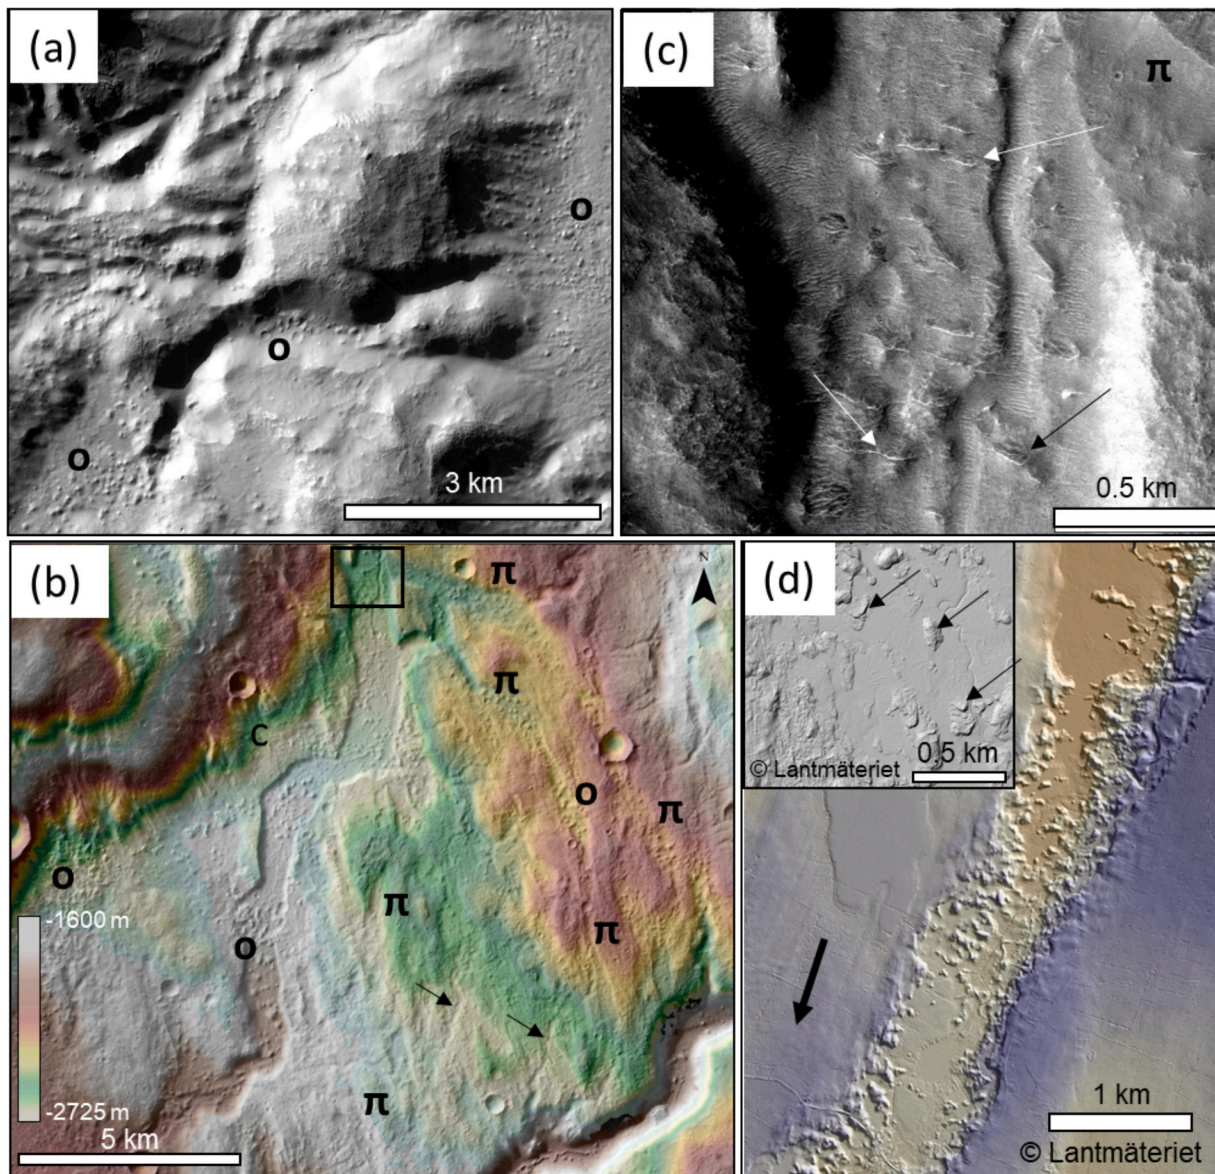 (a)
o
o
o
3 km
(c)
π
0.5 km
(b)
N
π
π
c
o
π
o
π
o
π
π
-1600 m
-2725 m
5 km
(d)
0.5 km
© Lantmäteriet
1 km
© Lantmäteriet